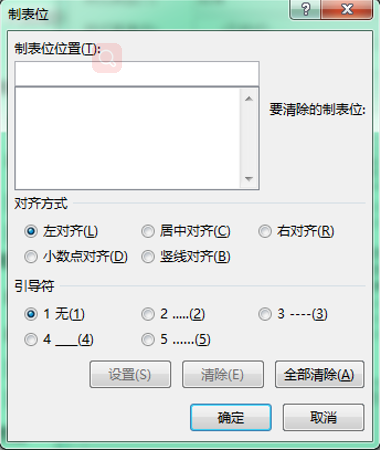 制表位
制表位位置(T):
要清除的制表位:
对齐方式
左对齐(L) 居中对齐(C) 右对齐(R)
小数点对齐(D) 竖线对齐(B)
引导符
1 无(1) 2 .....(2) 3 ----(3)
4 ___(4) 5 ......(5)
设置(S) 清除(E) 全部清除(A)
确定 取消